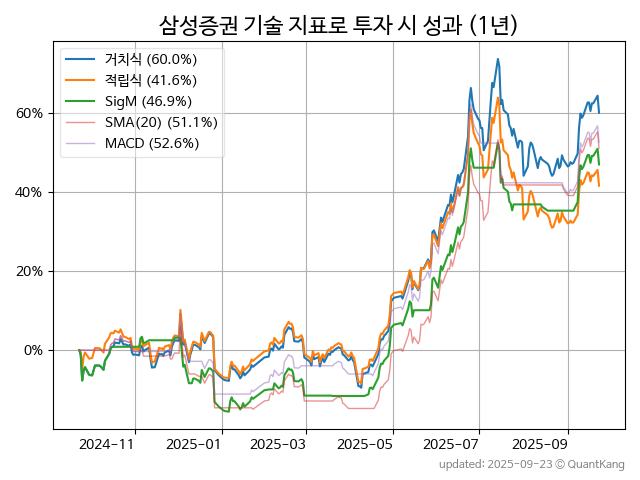 삼성증권 기술 지표로 투자 시 성과 (1년)
거치식 (60.0%)
적립식 (41.6%)
SigM (46.9%)
SMA(20) (51.1%)
MACD (52.6%)
60%
40%
20%
0%
2024-11 2025-01 2025-03 2025-05 2025-07 2025-09
updated: 2025-09-23 © QuantKang